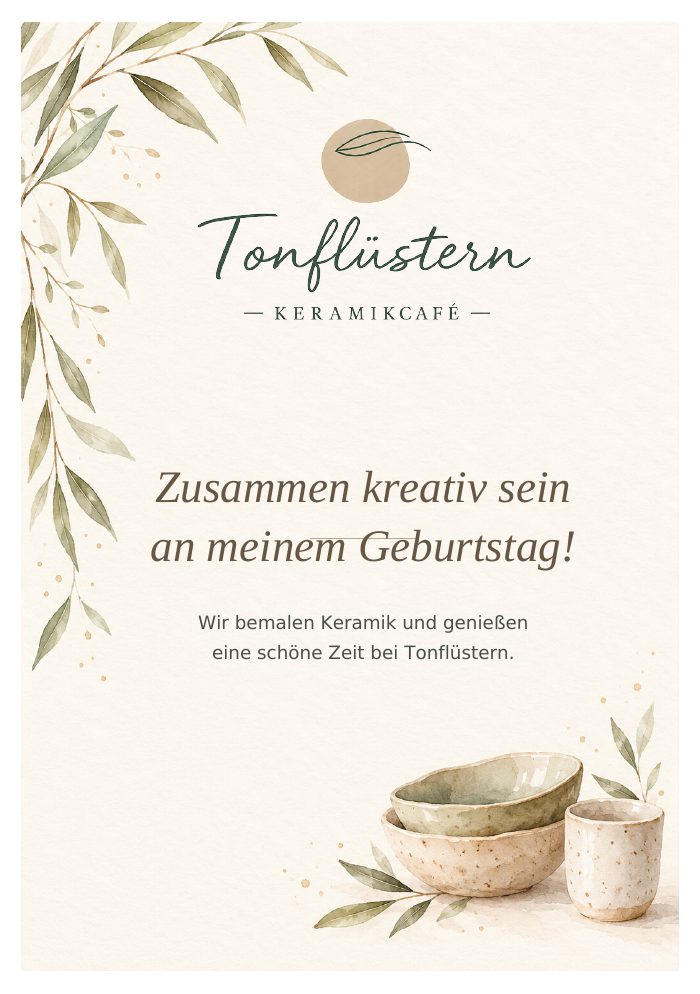 Tonflüstern
— KERAMIKCAFÉ —
Zusammen kreativ sein
an meinem Geburtstag!
Wir bemalen Keramik und genießen
eine schöne Zeit bei Tonflüstern.